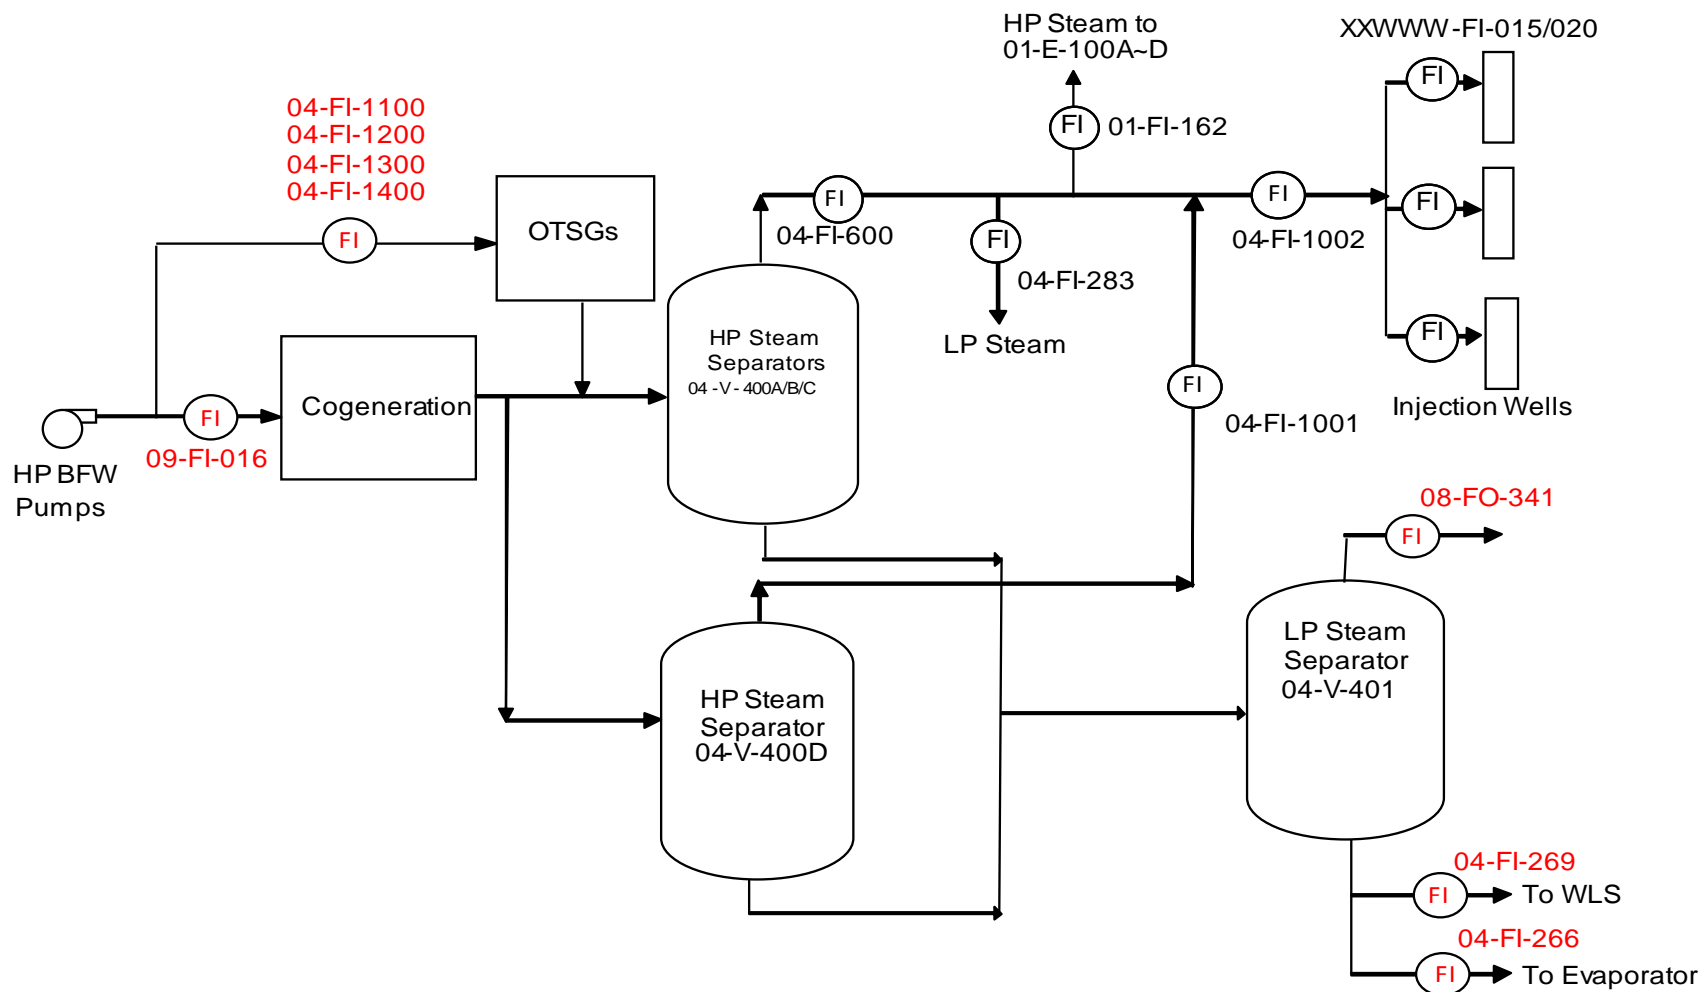 HP Steam to
01-E-100A~D
XXWWW-FI-015/020
FI
FI
01-FI-162
04-FI-1100
04-FI-1200
04-FI-1300
04-FI-1400
FI
OTSGs
FI
04-FI-600
FI
04-FI-283
LP Steam
FI
04-FI-1002
FI
FI
Injection Wells
HP Steam
Separators
04 -V - 400A/B/C
FI
04-FI-1001
Cogeneration
FI
09-FI-016
HP BFW
Pumps
08-FO-341
FI
HP Steam
Separator
04-V-400D
LP Steam
Separator
04-V-401
04-FI-269
FI
To WLS
04-FI-266
FI
To Evaporator